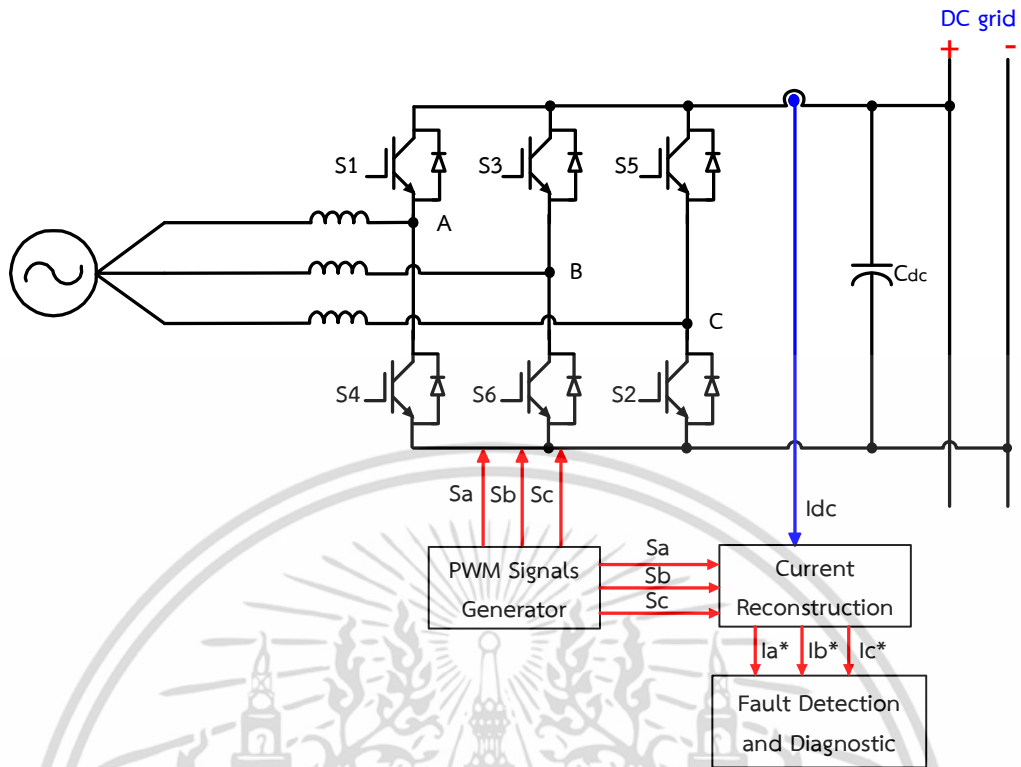 DC grid
+ -
S1
S3
S5
A
B
C
Cdc
S4
S6
S2
Idc
Sa Sb Sc
PWM Signals
Generator
Sa
Sb
Sc
Current
Reconstruction
Ia* Ib* Ic*
Fault Detection
and Diagnostic